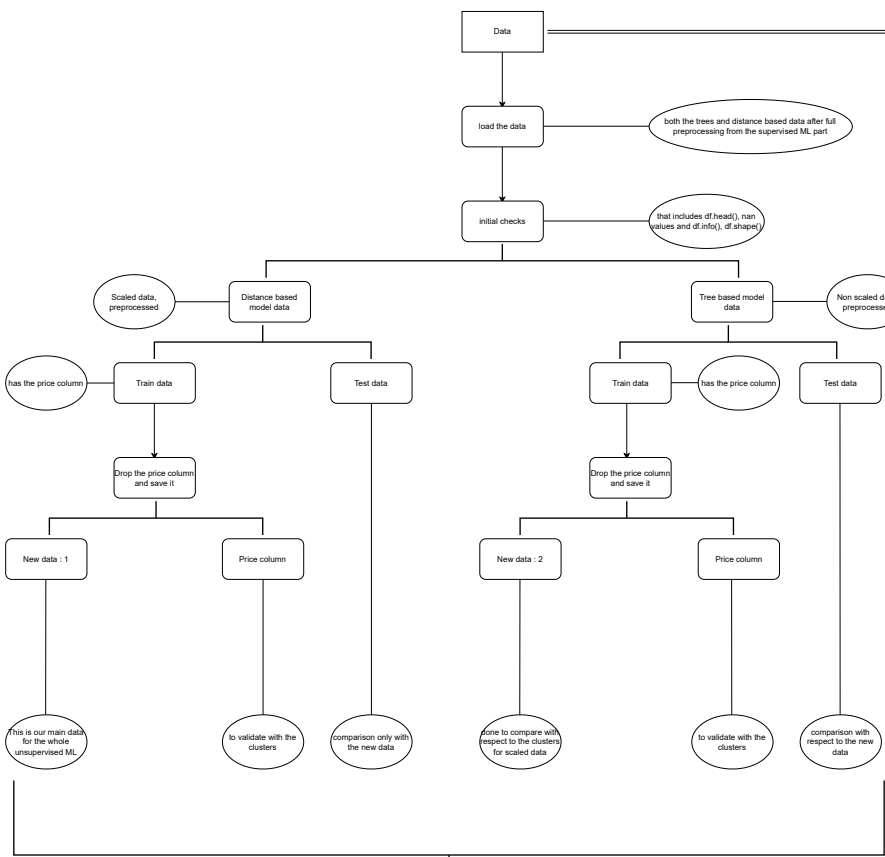 Data
load the data
both the trees and distance based data after full
preprocessing from the supervised ML part
initial checks
that includes df.head(), nan
values and df.info(), df.shape()
Scaled data,
preprocessed
Distance based
model data
Tree based model
data
Non scaled da
preprocesse
has the price column
Train data
Test data
Train data
has the price column
Test data
Drop the price column
and save it
Drop the price column
and save it
New data : 1
Price column
New data : 2
Price column
This is our main data
for the whole
unsupervised ML
to validate with the
clusters
comparison only with
the new data
done to compare with
respect to the clusters
for scaled data
to validate with the
clusters
comparison with
respect to the new
data